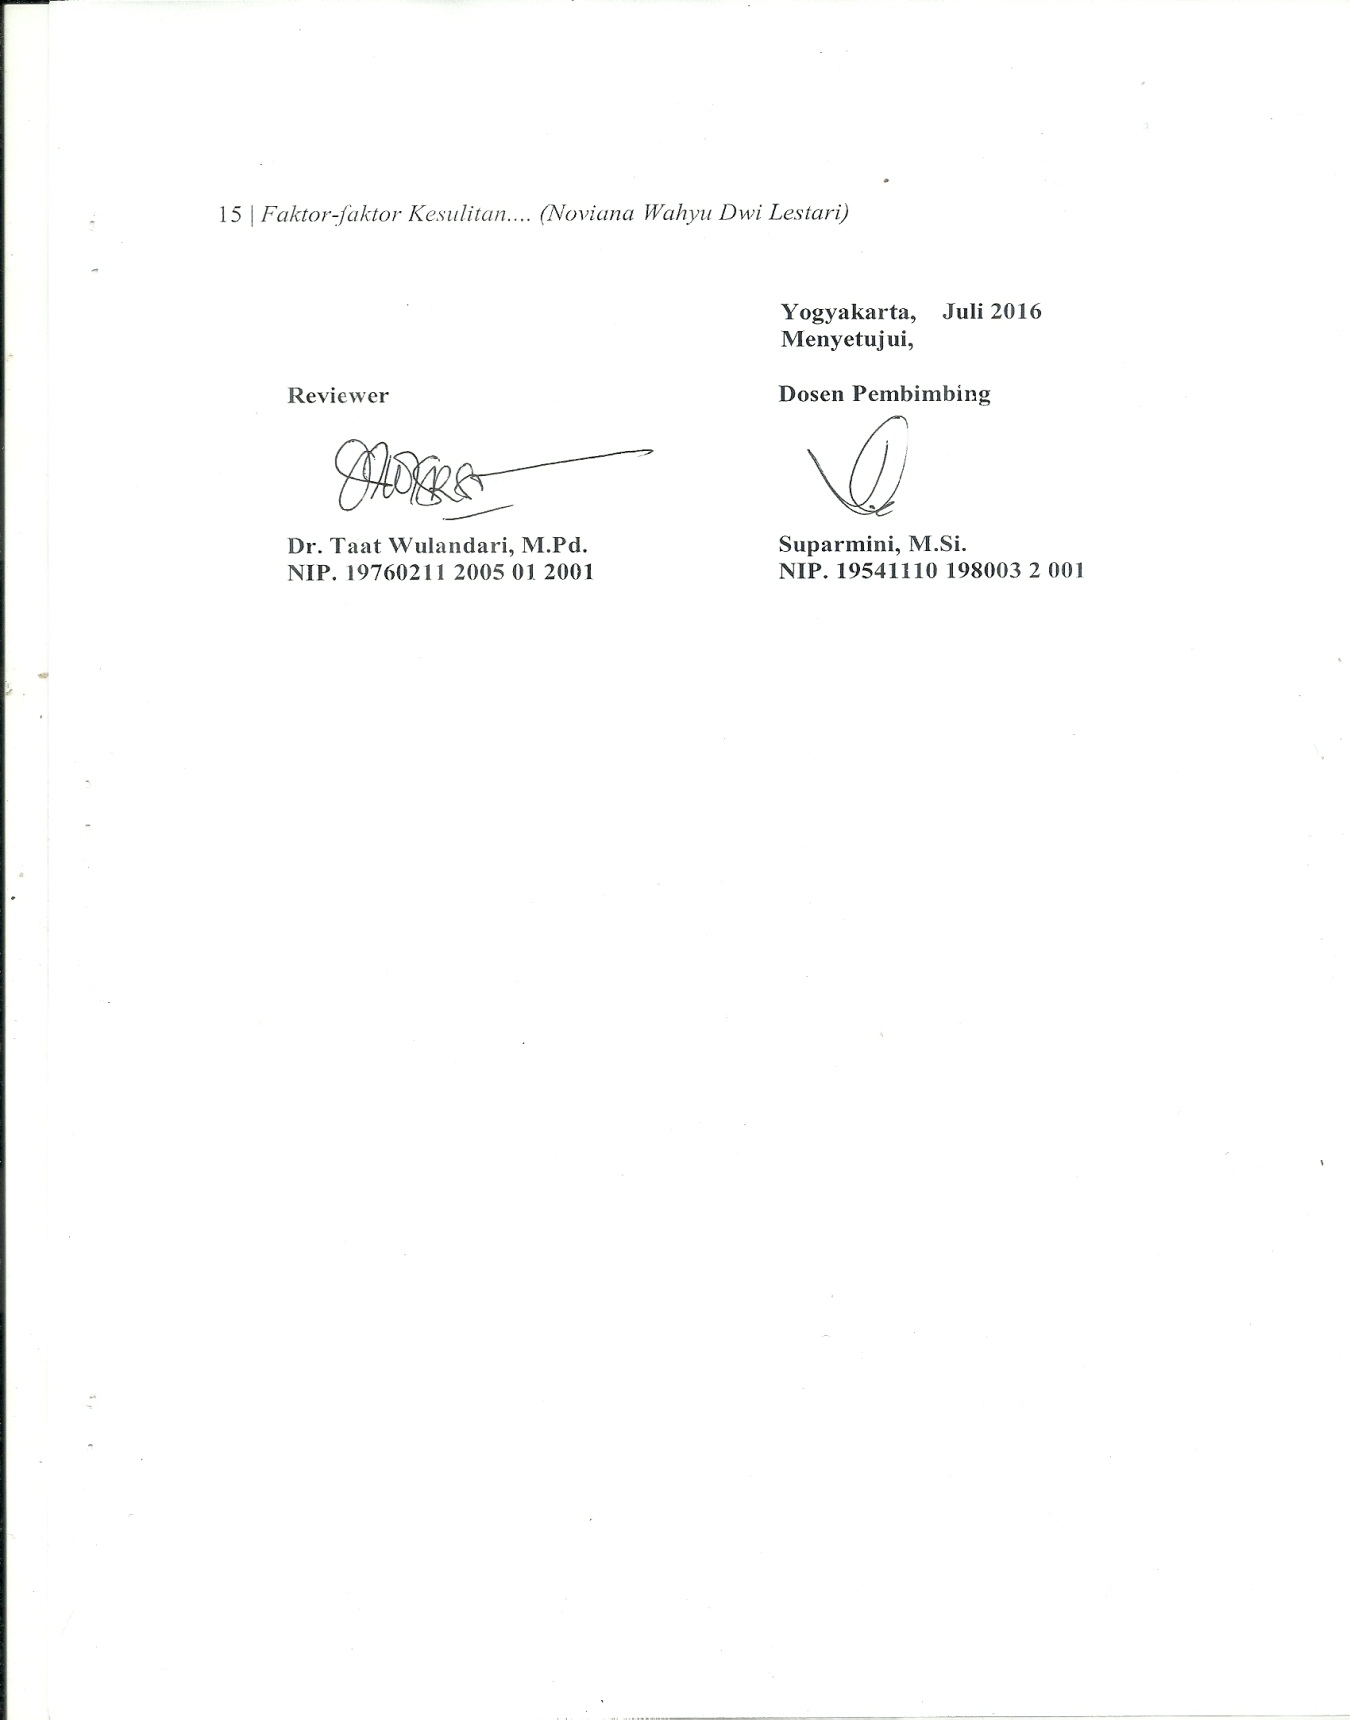 15 | Faktor-faktor Kesulitan.... (Noviana Wahyu Dwi Lestari)
Yogyakarta, Juli 2016
Menyetujui,
Reviewer
Dosen Pembimbing
Dr. Taat Wulandari, M.Pd.
NIP. 19760211 2005 01 2001
Suparmini, M.Si.
NIP. 19541110 198003 2 001